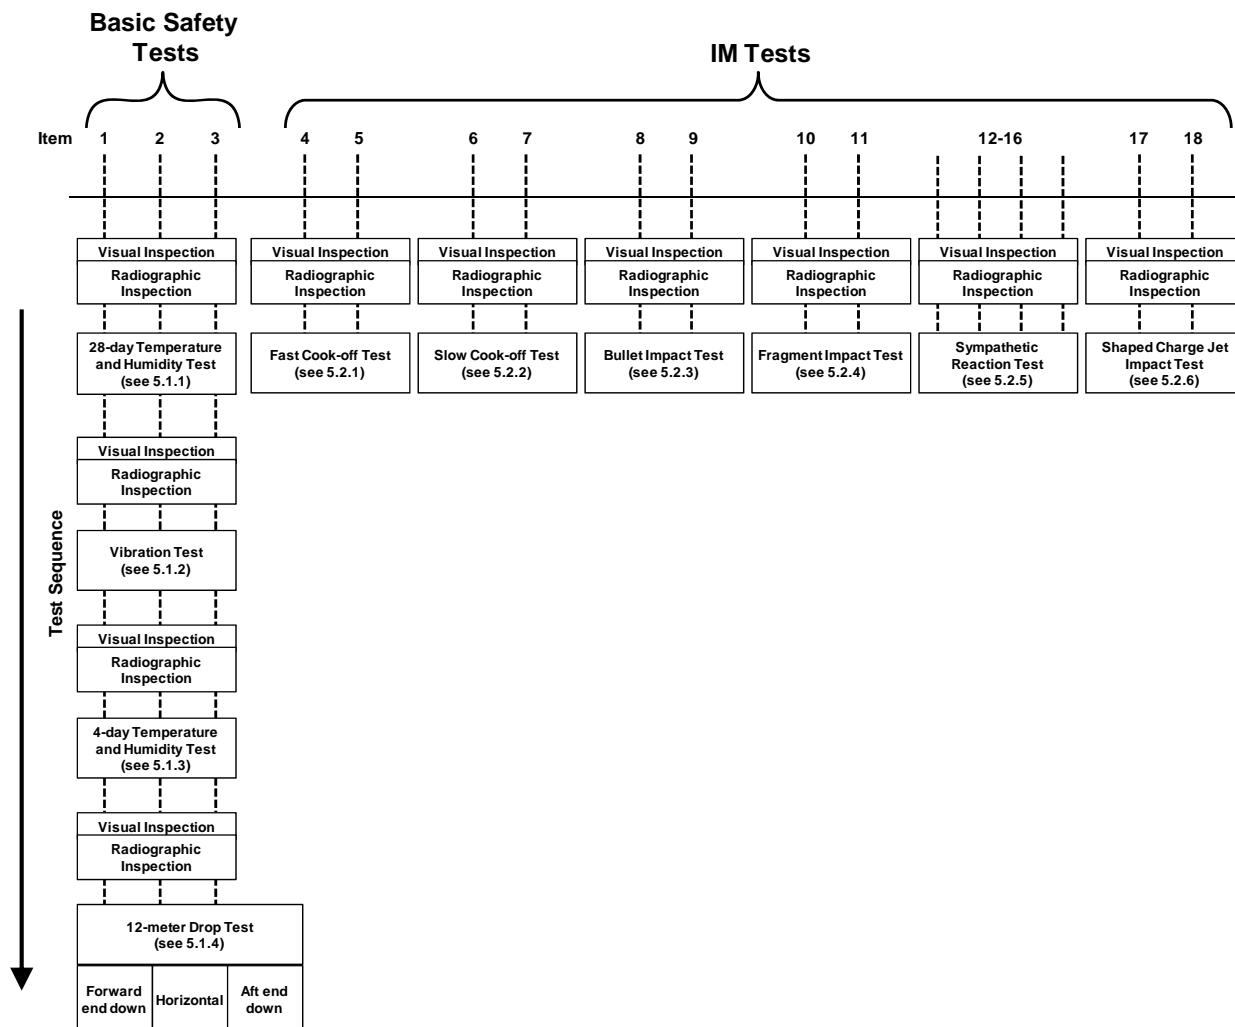 Basic Safety
Tests
IM Tests
Item
1
2
3
4
5
6
7
8
9
10
11
12-16
17
18
Visual Inspection
Radiographic
Inspection
Visual Inspection
Radiographic
Inspection
Visual Inspection
Radiographic
Inspection
Visual Inspection
Radiographic
Inspection
Visual Inspection
Radiographic
Inspection
Visual Inspection
Radiographic
Inspection
Visual Inspection
Radiographic
Inspection
28-day Temperature
and Humidity Test
(see 5.1.1)
Fast Cook-off Test
(see 5.2.1)
Slow Cook-off Test
(see 5.2.2)
Bullet Impact Test
(see 5.2.3)
Fragment Impact Test
(see 5.2.4)
Sympathetic
Reaction Test
(see 5.2.5)
Shaped Charge Jet
Impact Test
(see 5.2.6)
Visual Inspection
Radiographic
Inspection
Vibration Test
(see 5.1.2)
Test Sequence
Visual Inspection
Radiographic
Inspection
4-day Temperature
and Humidity Test
(see 5.1.3)
Visual Inspection
Radiographic
Inspection
12-meter Drop Test
(see 5.1.4)
Forward
end down
Horizontal
Aft end
down